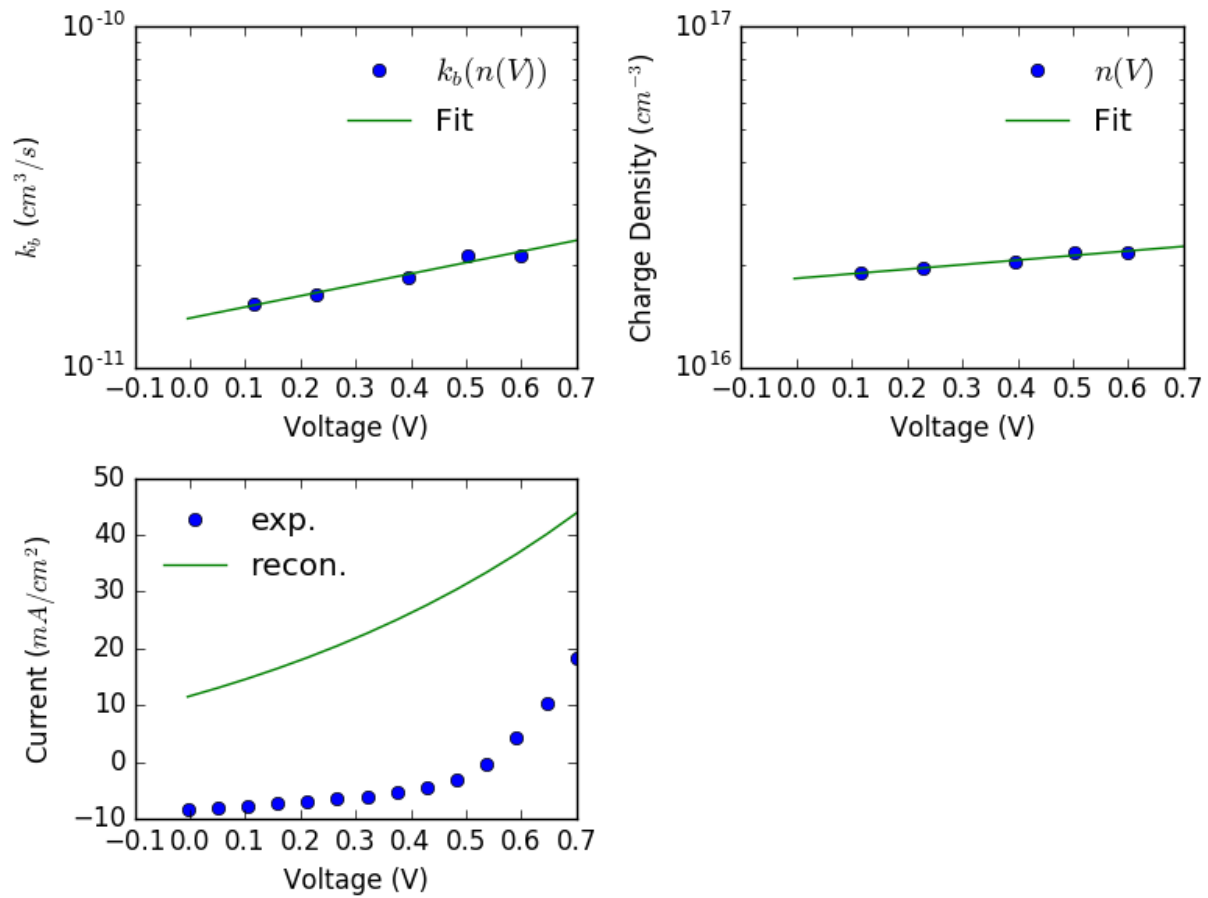 10^-10
k_b(n(V))
Fit
k_b (cm^3/s)
10^-11
−0.1 0.0 0.1 0.2 0.3 0.4 0.5 0.6 0.7
Voltage (V)
10^17
n(V)
Fit
Charge Density (cm^−3)
10^16
−0.1 0.0 0.1 0.2 0.3 0.4 0.5 0.6 0.7
Voltage (V)
50
exp.
40
recon.
30
Current (mA/cm^2)
20
10
0
−10
−0.1 0.0 0.1 0.2 0.3 0.4 0.5 0.6 0.7
Voltage (V)